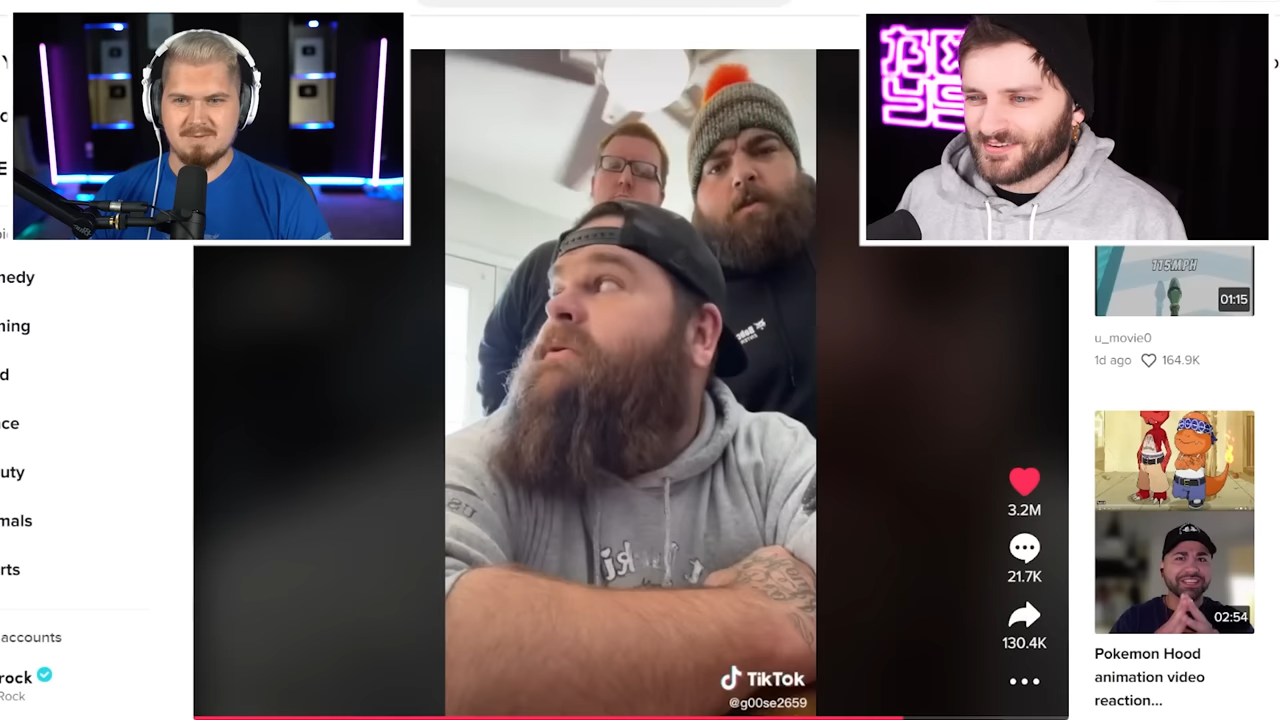 nedy
ning
d
ce
uty
mals
rts
accounts
rock
Rock
TikTok
@g00se2659
3.2M
21.7K
130.4K
115MPH
01:15
u_movie0
1d ago
164.9K
02:54
Pokemon Hood
animation video
reaction...